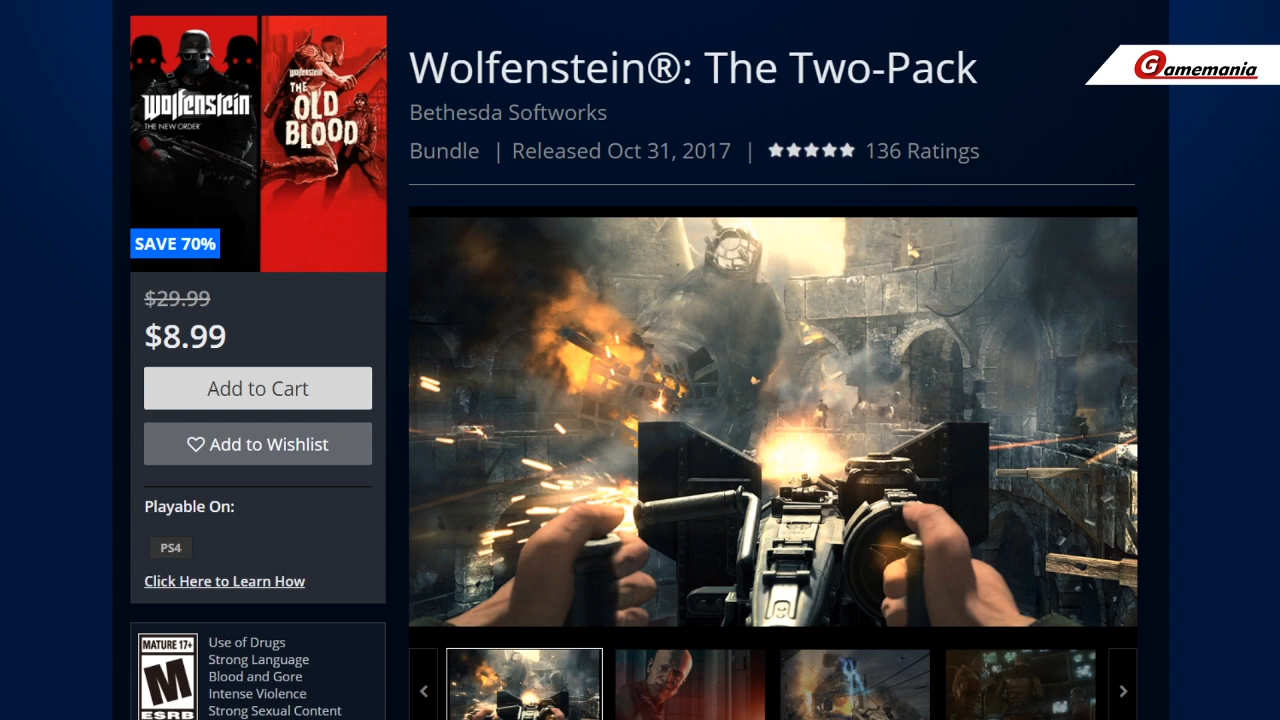 wolfenstein
THE NEW ORDER
wolfenstein
THE
OLD
BLOOD
SAVE 70%
$29.99
$8.99
Add to Cart
Add to Wishlist
Playable On:
PS4
Click Here to Learn How
MATURE 17+
M
ESRB
Use of Drugs
Strong Language
Blood and Gore
Intense Violence
Strong Sexual Content
Wolfenstein®: The Two-Pack
Bethesda Softworks
Bundle | Released Oct 31, 2017 | 136 Ratings
Gamemania